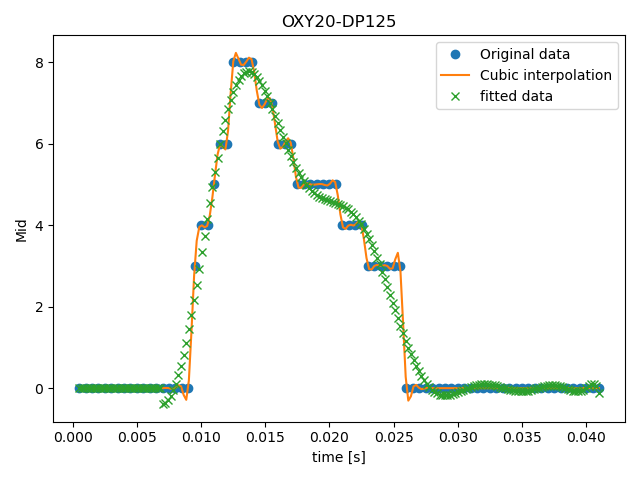 OXY20-DP125
Original data
Cubic interpolation
fitted data
Mid
8
6
4
2
0
0.000 0.005 0.010 0.015 0.020 0.025 0.030 0.035 0.040
time [s]